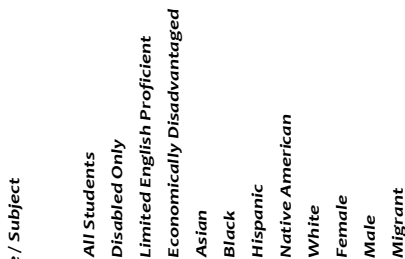 / Subject
All Students
Disabled Only
Limited English Proficient
Economically Disadvantaged
Asian
Black
Hispanic
Native American
White
Female
Male
Migrant